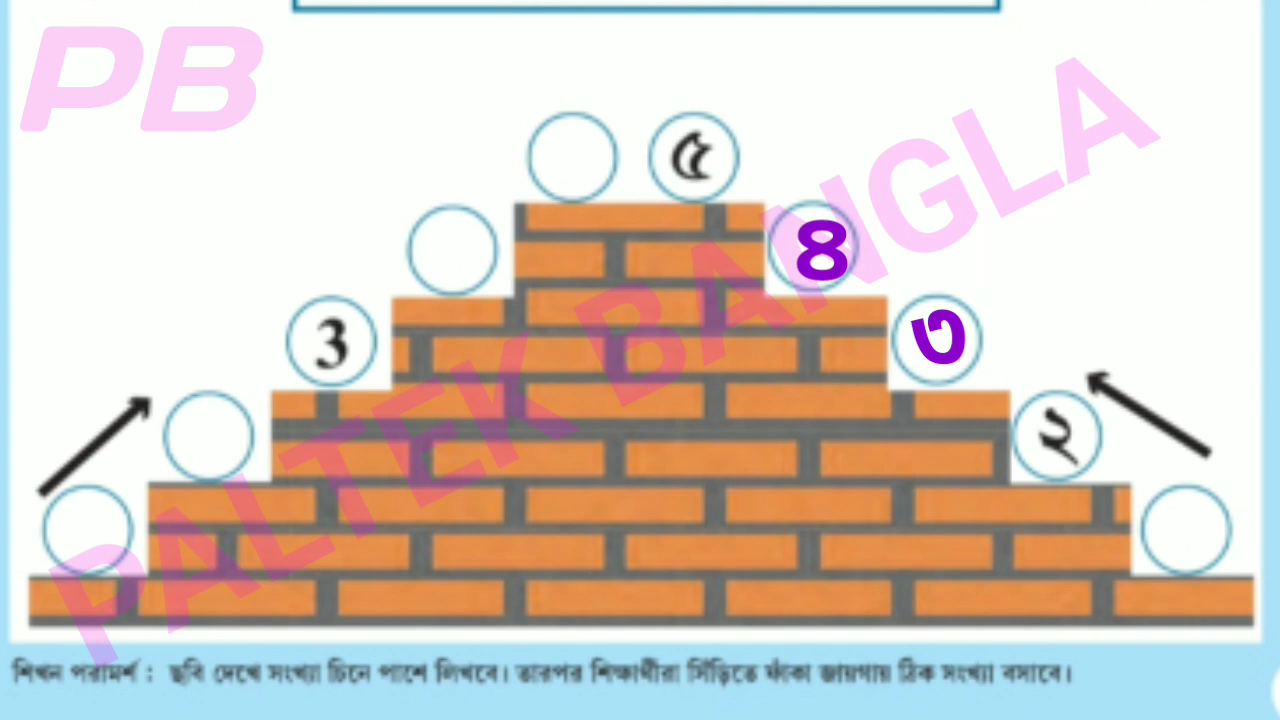 PB
৫
৪
3
৩
২
PALTEK BANGLA
শিখন পরামর্শ : ছবি দেখে সংখ্যা চিনে পাশে লিখবে। তারপর শিক্ষার্থীরা সিঁড়িতে ফাঁকা জায়গায় ঠিক সংখ্যা বসাবে।